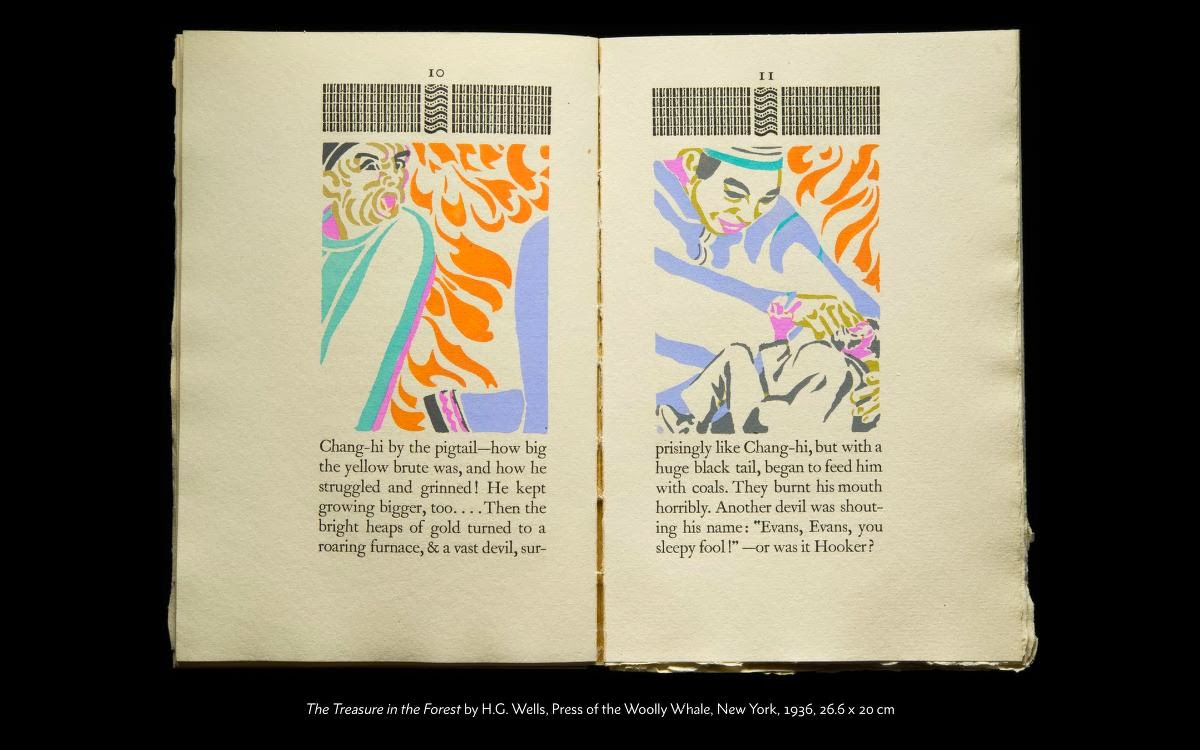 10
Chang-hi by the pigtail—how big
the yellow brute was, and how he
struggled and grinned! He kept
growing bigger, too. . . . Then the
bright heaps of gold turned to a
roaring furnace, & a vast devil, sur-
11
prisingly like Chang-hi, but with a
huge black tail, began to feed him
with coals. They burnt his mouth
horribly. Another devil was shout-
ing his name: “Evans, Evans, you
sleepy fool!” —or was it Hooker?
The Treasure in the Forest by H.G. Wells, Press of the Woolly Whale, New York, 1936, 26.6 x 20 cm